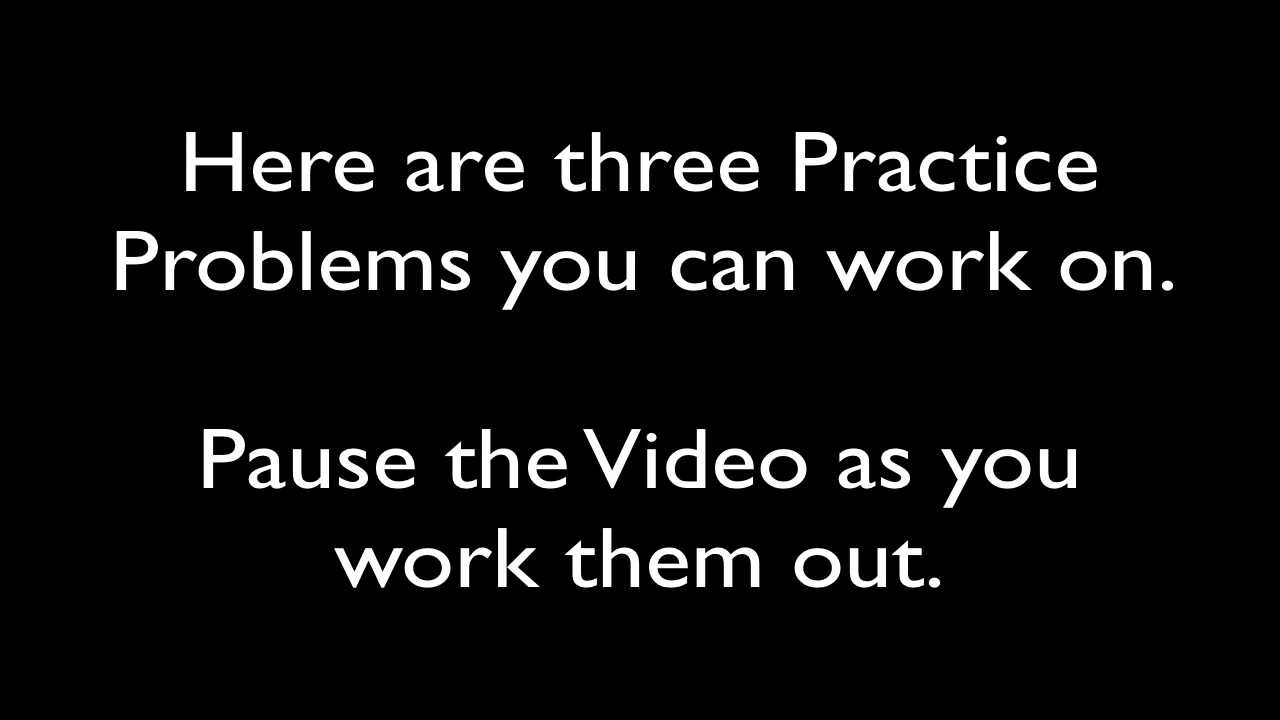 Here are three Practice
Problems you can work on.
Pause the Video as you
work them out.